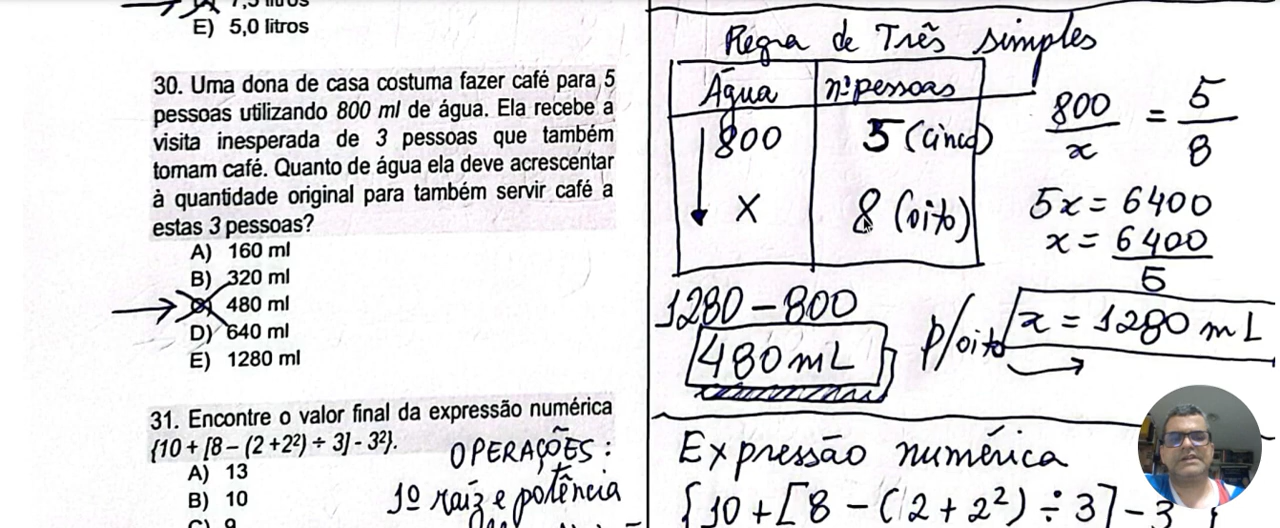 E) 5,0 litros
30. Uma dona de casa costuma fazer café para 5
pessoas utilizando 800 ml de água. Ela recebe a
visita inesperada de 3 pessoas que também
tomam café. Quanto de água ela deve acrescentar
à quantidade original para também servir café a
estas 3 pessoas?
A) 160 ml
B) 320 ml
C) 480 ml
D) 640 ml
E) 1280 ml
31. Encontre o valor final da expressão numérica
{10 + [8 – (2 +2²) ÷ 3] - 3²}.
A) 13
B) 10
OPERAÇÕES:
1º raiz e potência
Regra de Três simples
Água nº pessoas
800 5 (cinco)
x 8 (oito)
800/x = 5/8
5x = 6400
x = 6400/5
p/oito x = 1280 mL
1280 – 800
480 mL
Expressão numérica
{10 + [8 – (2 + 2²) ÷ 3] – 3